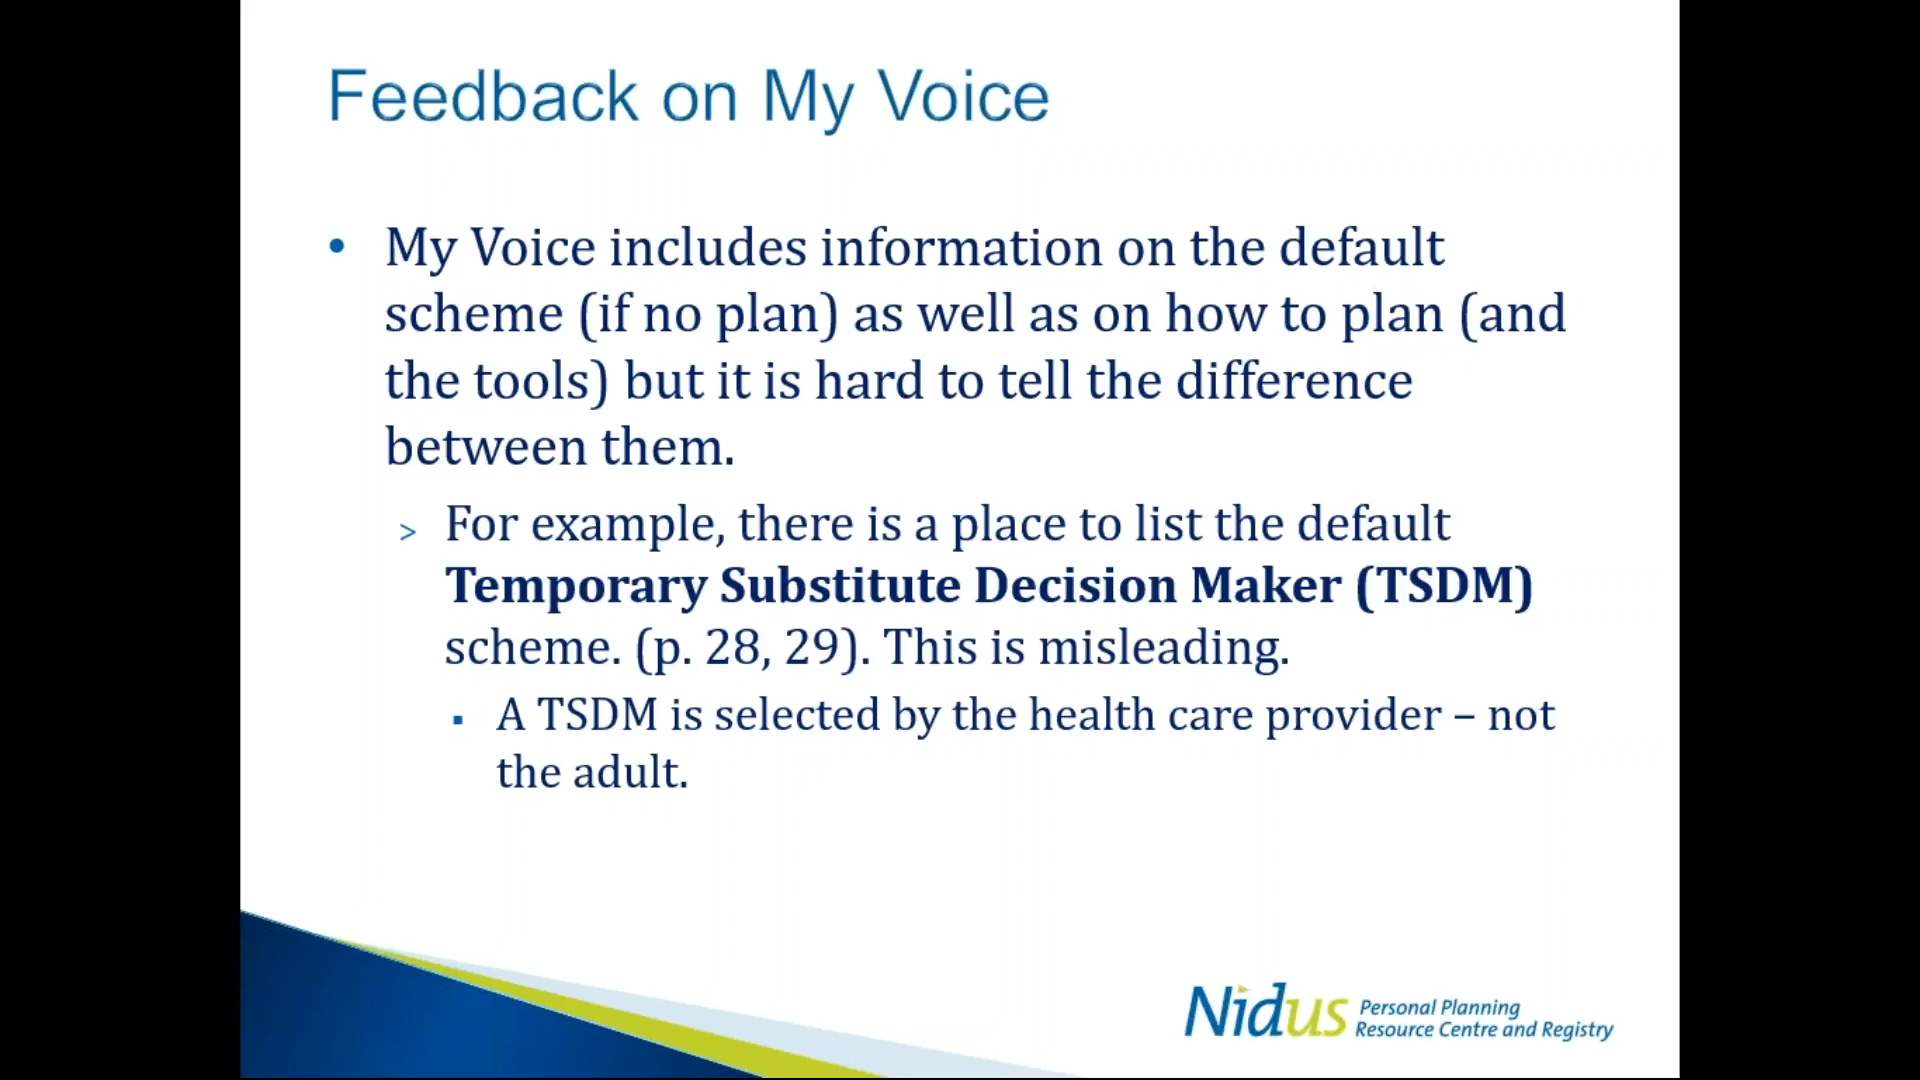 Feedback on My Voice
• My Voice includes information on the default
scheme (if no plan) as well as on how to plan (and
the tools) but it is hard to tell the difference
between them.
> For example, there is a place to list the default
Temporary Substitute Decision Maker (TSDM)
scheme. (p. 28, 29). This is misleading.
▪ A TSDM is selected by the health care provider – not
the adult.
Nidus Personal Planning
Resource Centre and Registry